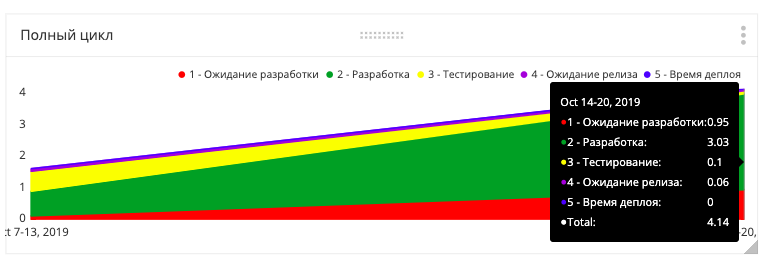 Полный цикл
1 - Ожидание разработки 2 - Разработка 3 - Тестирование 4 - Ожидание релиза 5 - Время деплоя
4
3
2
1
0
ct 7-13, 2019
-20,
Oct 14-20, 2019
1 - Ожидание разработки: 0.95
2 - Разработка: 3.03
3 - Тестирование: 0.1
4 - Ожидание релиза: 0.06
5 - Время деплоя: 0
Total: 4.14